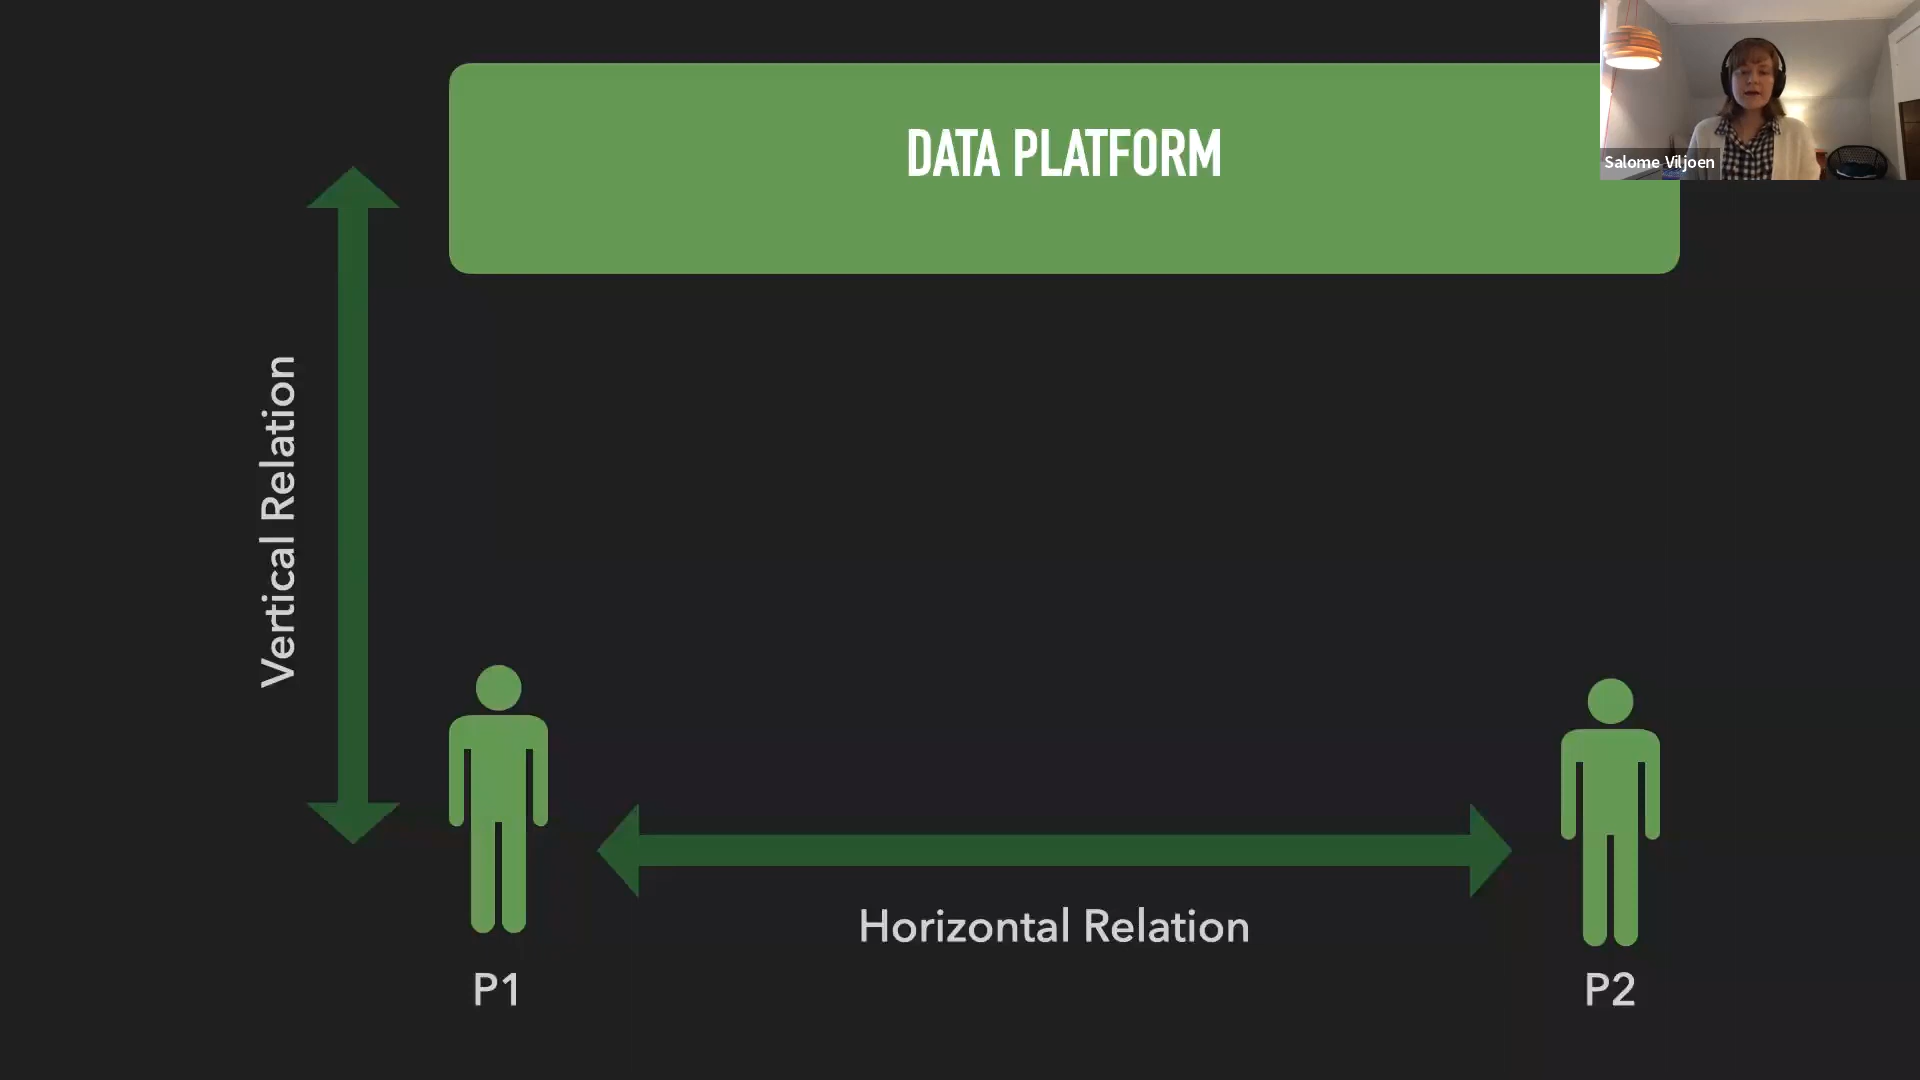 DATA PLATFORM
Salome Viljoen
Vertical Relation
Horizontal Relation
P1
P2